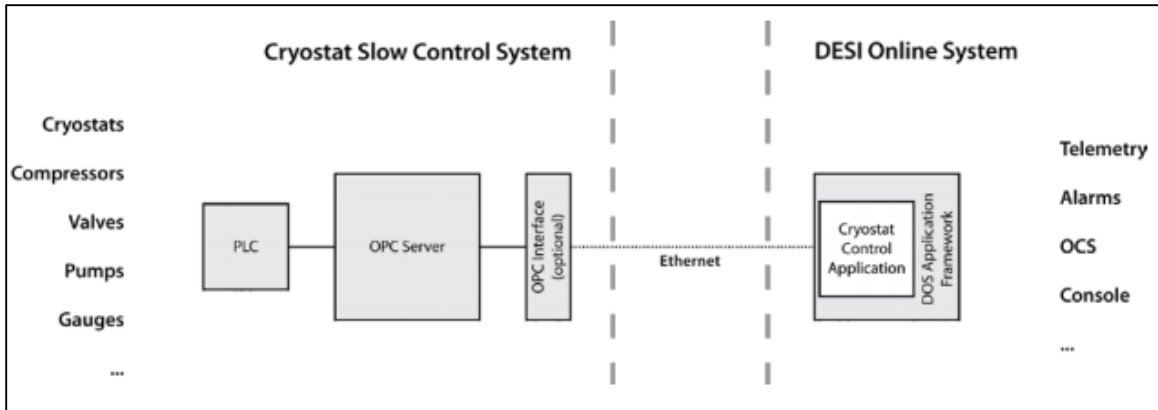 Cryostat Slow Control System
DESI Online System
Cryostats
Compressors
Valves
Pumps
Gauges
...
PLC
OPC Server
OPC Interface
(optional)
Ethernet
Cryostat
Control
Application
DOS Application
Framework
Telemetry
Alarms
OCS
Console
...